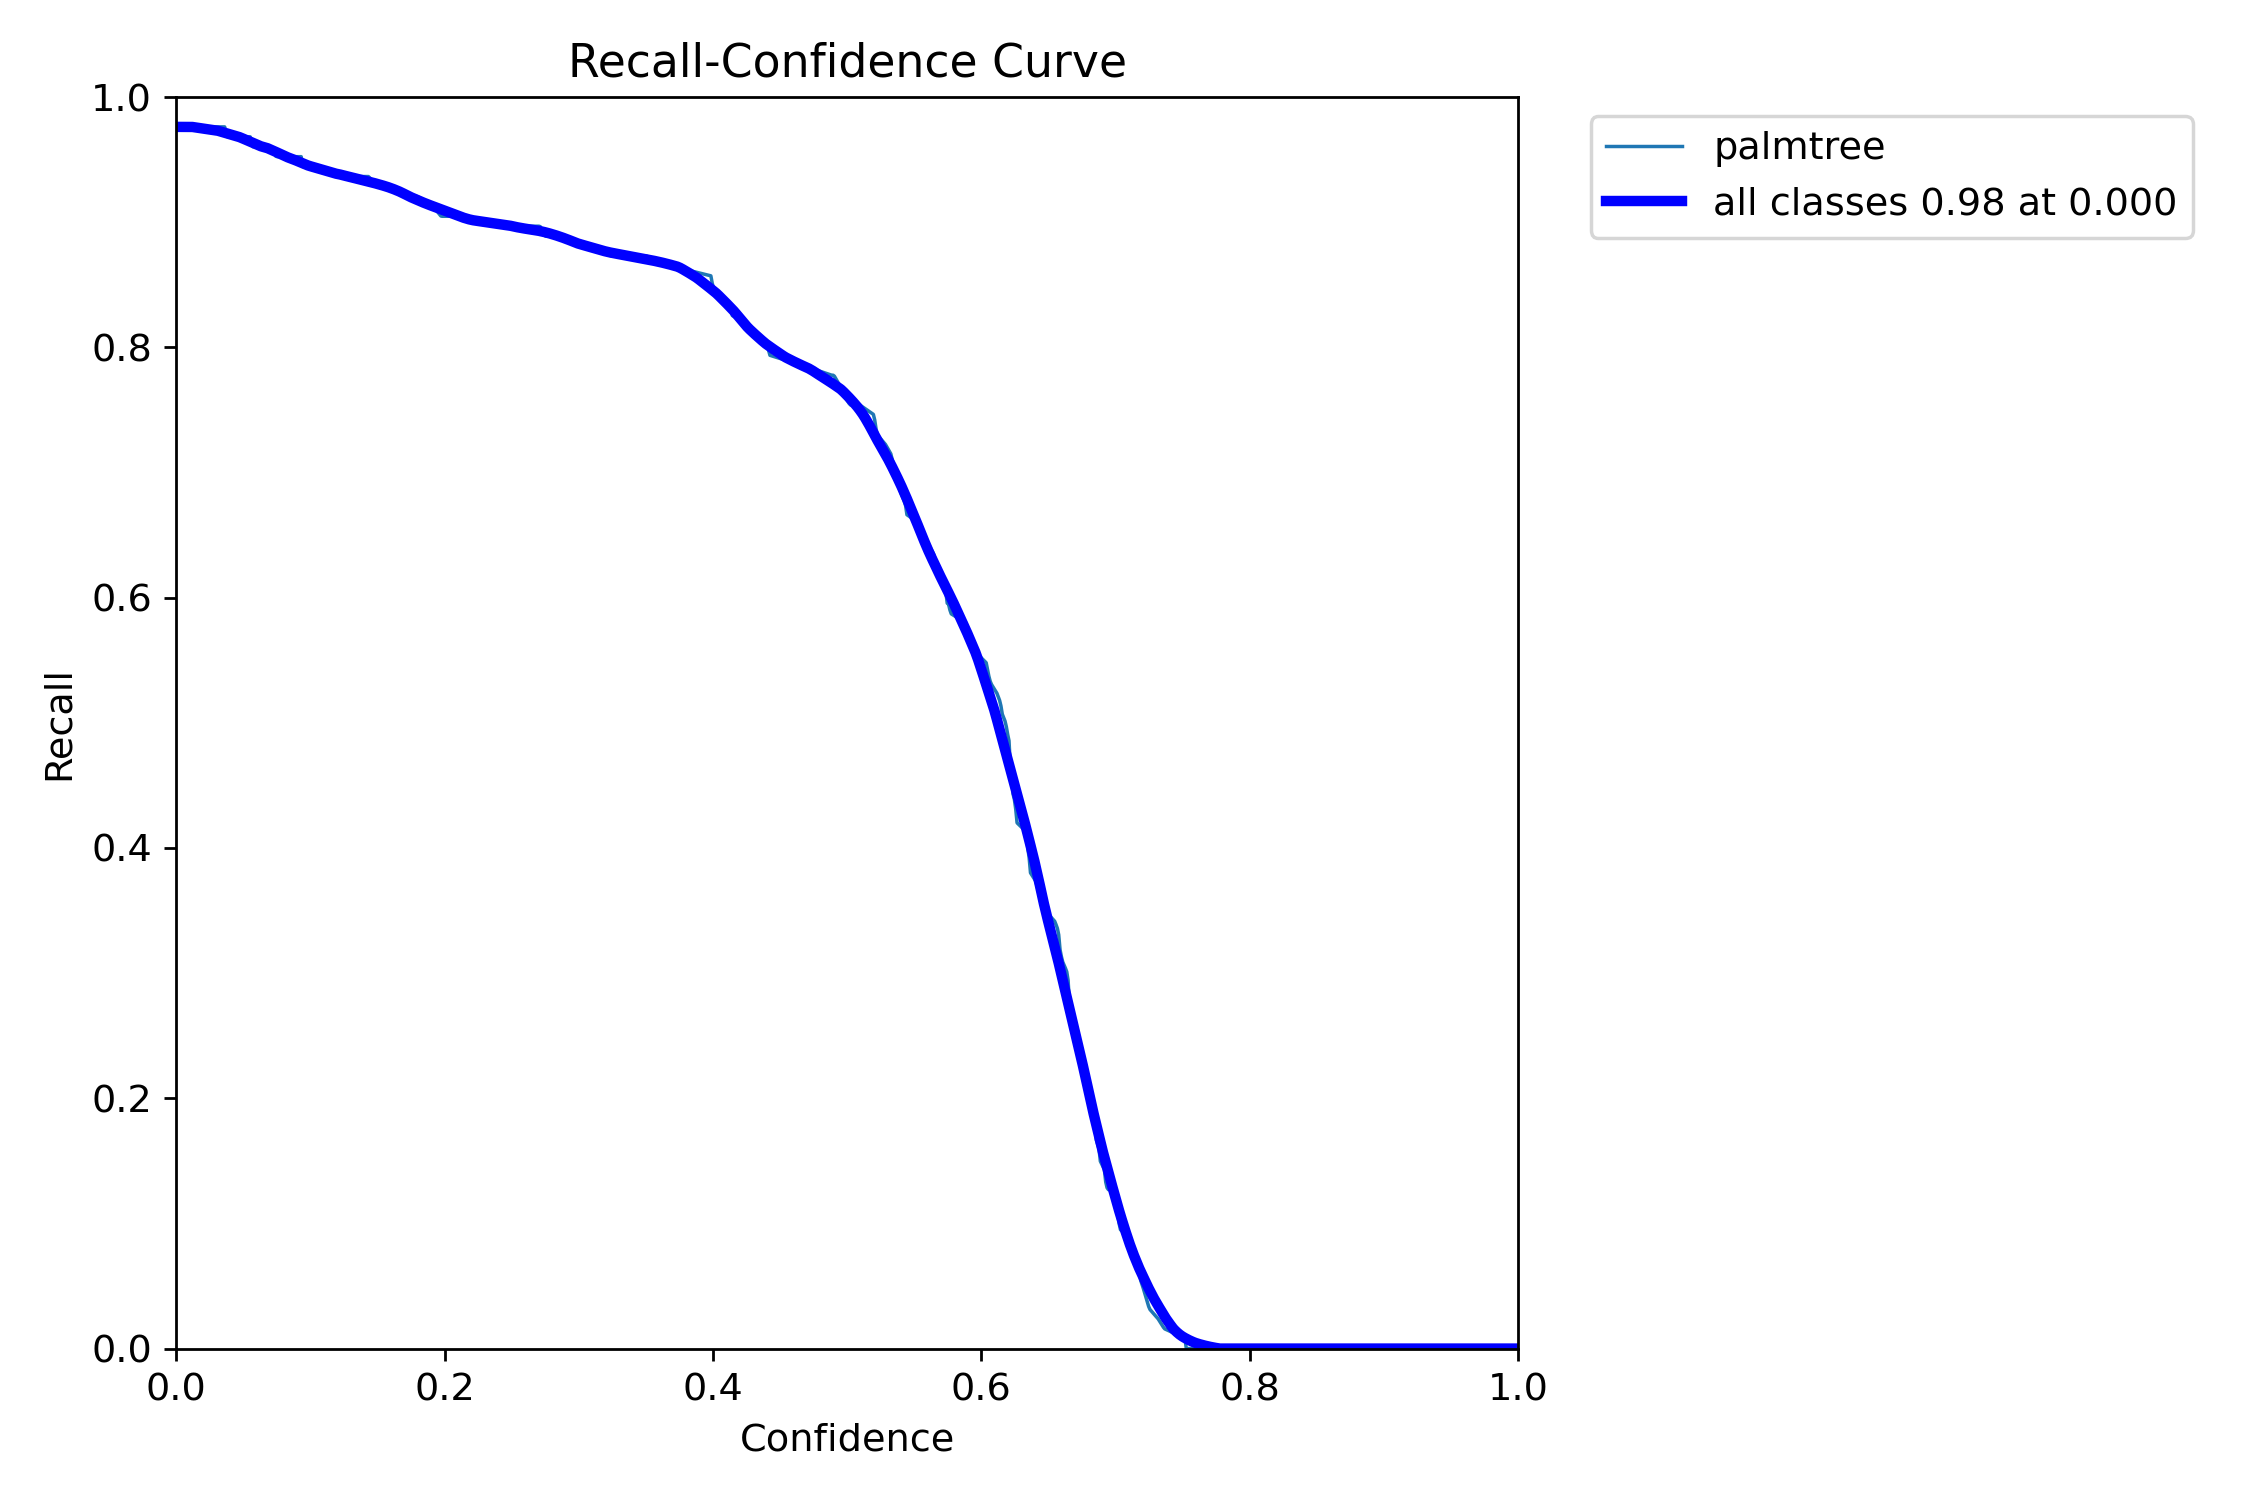 Recall-Confidence Curve
1.0
0.8
0.6
0.4
0.2
0.0
Recall
0.0 0.2 0.4 0.6 0.8 1.0
Confidence
palmtree
all classes 0.98 at 0.000